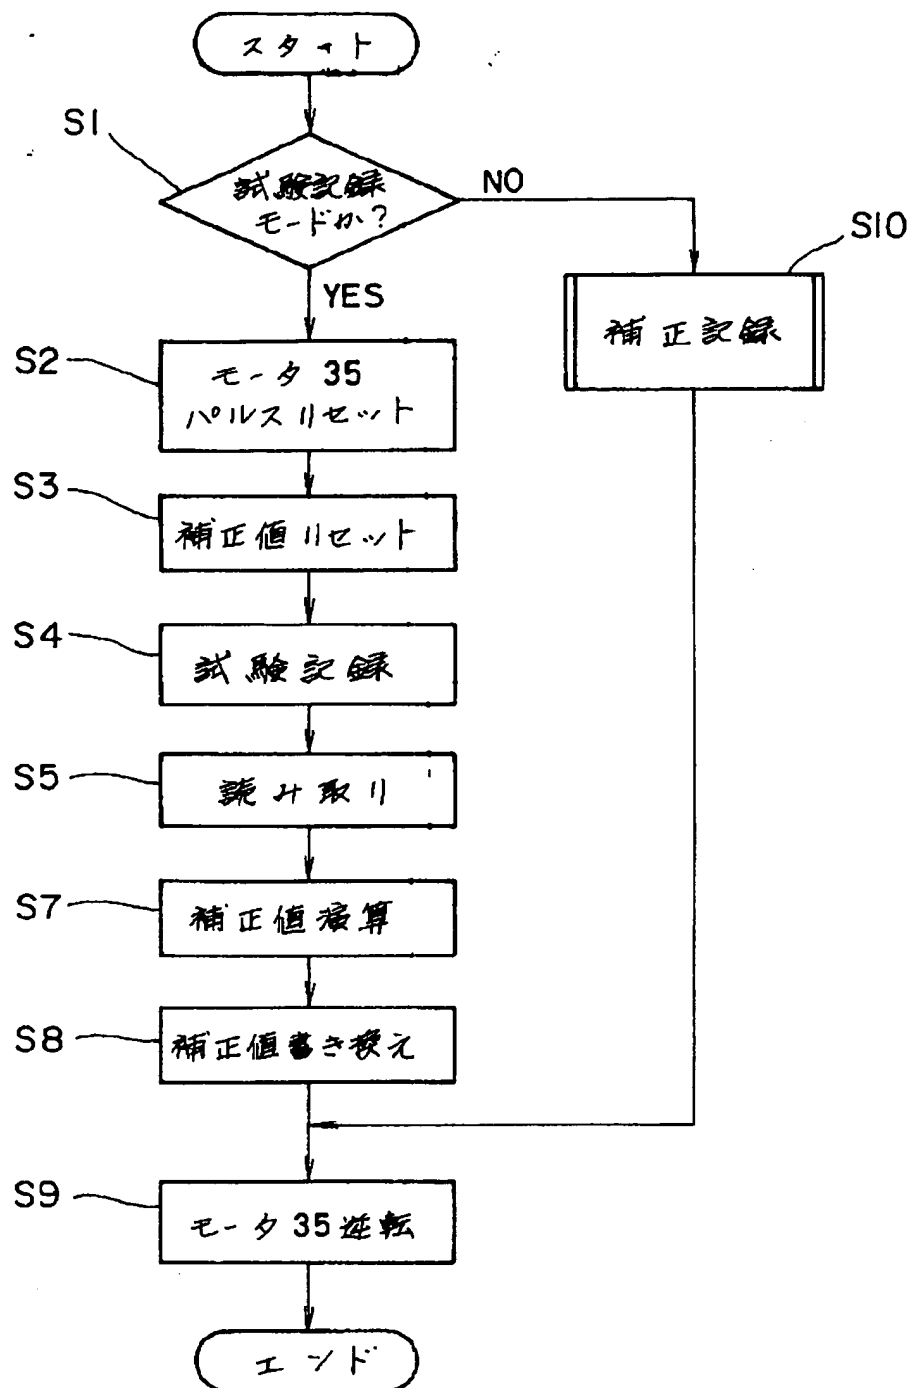 スタート
S1
試験記録
モードか?
NO
S10
YES
補正記録
S2
モータ 35
パルスリセット
S3
補正値リセット
S4
試験記録
S5
読み取り
S7
補正値演算
S8
補正値書き換え
S9
モータ 35 逆転
エンド